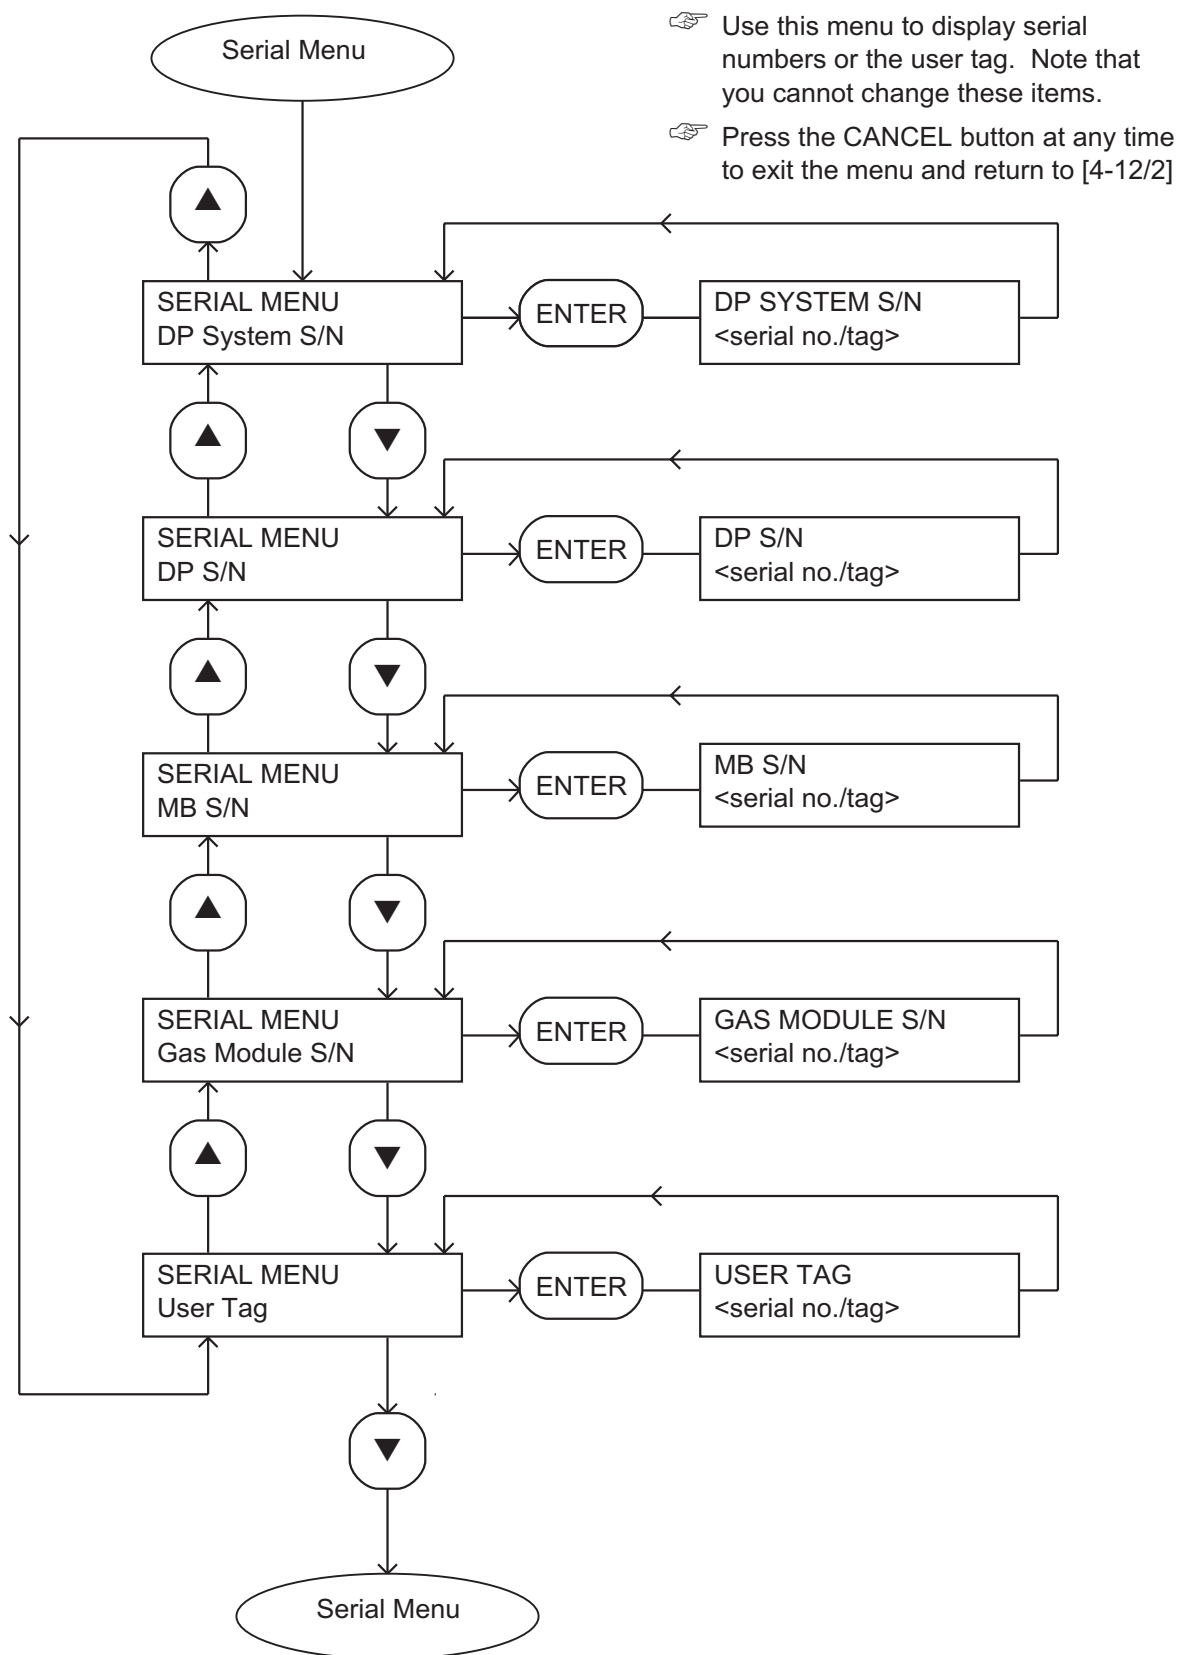 Serial Menu
☞ Use this menu to display serial
numbers or the user tag.  Note that
you cannot change these items.
☞ Press the CANCEL button at any time
to exit the menu and return to [4-12/2]
▲
SERIAL MENU
DP System S/N
ENTER
DP SYSTEM S/N
<serial no./tag>
▲
▼
SERIAL MENU
DP S/N
ENTER
DP S/N
<serial no./tag>
▲
▼
SERIAL MENU
MB S/N
ENTER
MB S/N
<serial no./tag>
▲
▼
SERIAL MENU
Gas Module S/N
ENTER
GAS MODULE S/N
<serial no./tag>
▲
▼
SERIAL MENU
User Tag
ENTER
USER TAG
<serial no./tag>
▼
Serial Menu